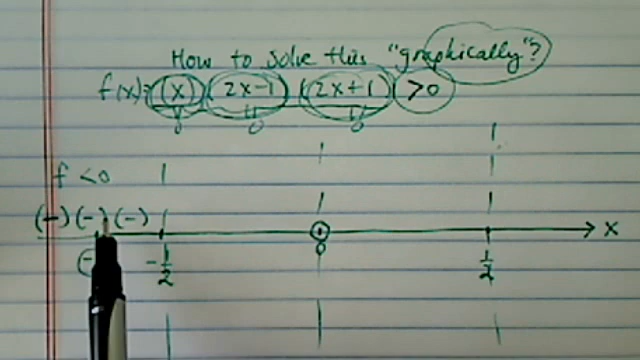 How to solve this "graphically"?
f(x)=(x)(2x-1)(2x+1)>0
0 0 0
f<0
(-)(-)(-)
x
(- -1/2 0 1/2